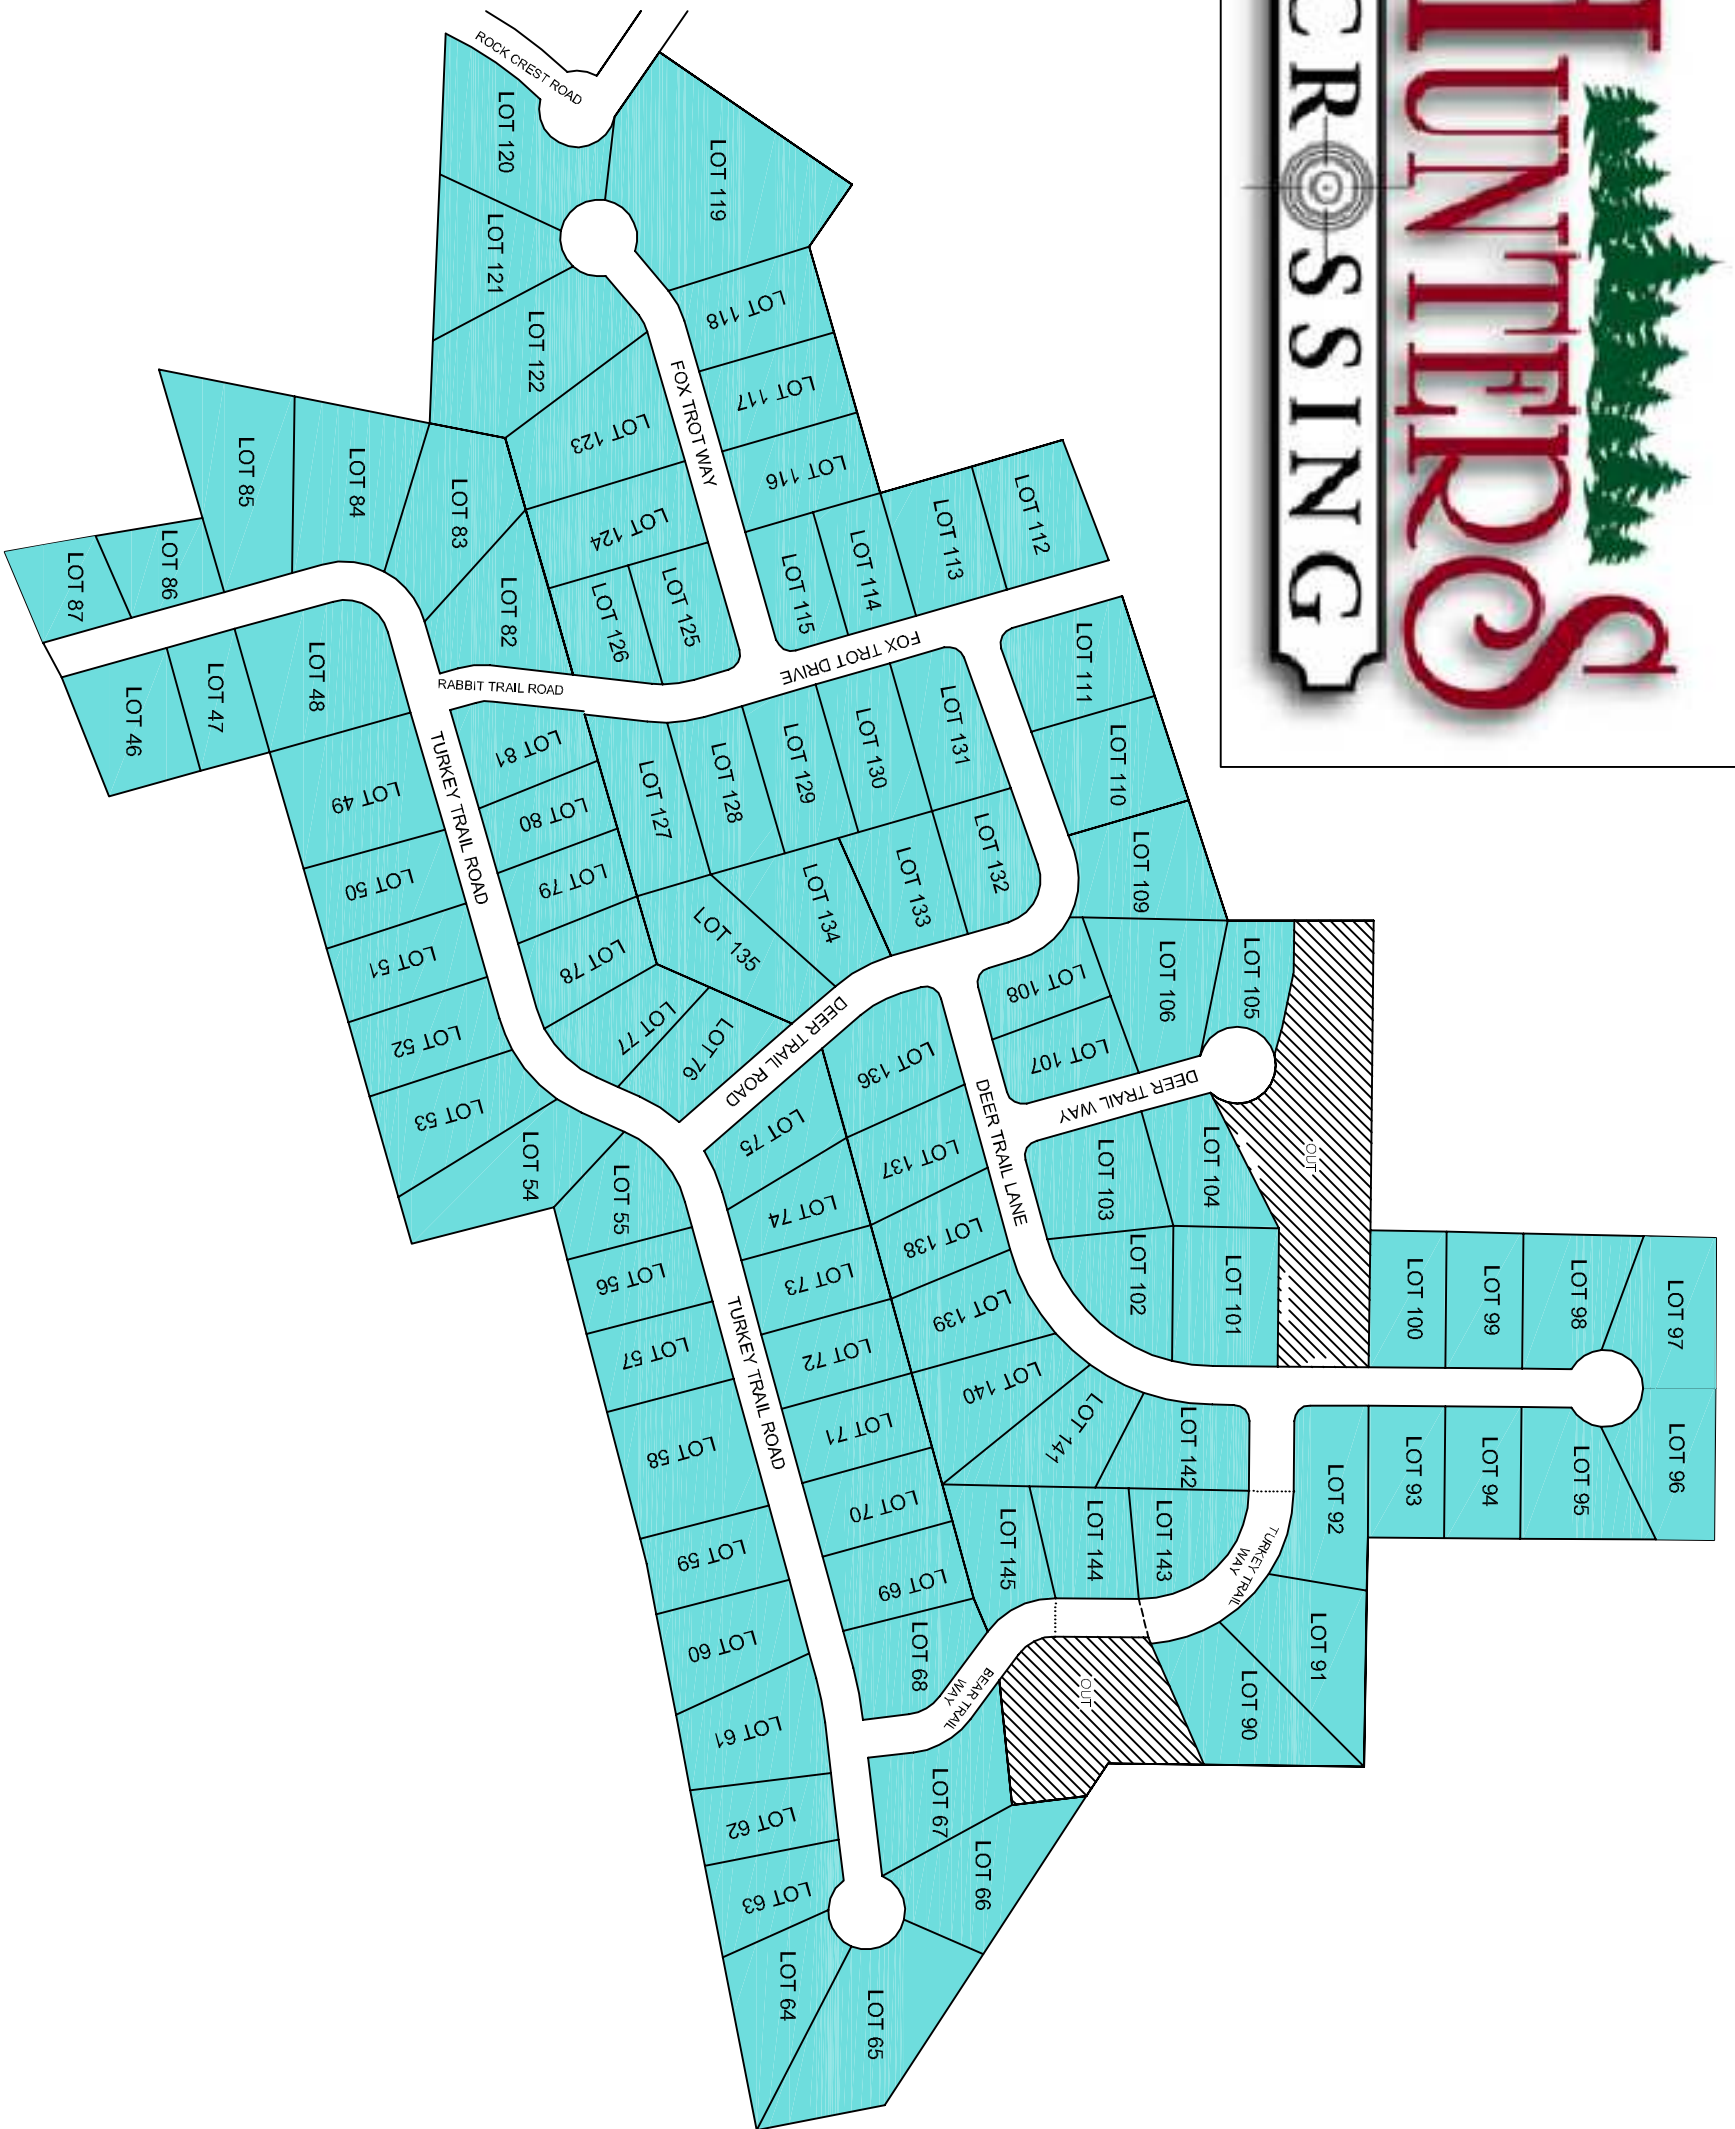 HUNTERS
CROSSING
ROCK CREST ROAD
LOT 120
LOT 119
LOT 121
LOT 122
LOT 118
LOT 117
LOT 116
FOX TROT WAY
LOT 123
LOT 124
LOT 125
LOT 126
LOT 115
LOT 114
LOT 113
LOT 112
LOT 85
LOT 84
LOT 83
LOT 82
LOT 86
LOT 87
LOT 46
LOT 47
LOT 48
RABBIT TRAIL ROAD
FOX TROT DRIVE
LOT 111
LOT 110
LOT 109
LOT 49
LOT 50
LOT 51
LOT 52
LOT 53
LOT 54
LOT 55
TURKEY TRAIL ROAD
LOT 81
LOT 80
LOT 79
LOT 78
LOT 77
LOT 76
LOT 127
LOT 128
LOT 129
LOT 130
LOT 131
LOT 132
LOT 133
LOT 134
LOT 135
DEER TRAIL ROAD
LOT 108
LOT 107
LOT 106
LOT 105
DEER TRAIL WAY
DEER TRAIL LANE
OUT
LOT 104
LOT 103
LOT 102
LOT 101
LOT 100
LOT 99
LOT 98
LOT 97
LOT 96
LOT 95
LOT 94
LOT 93
LOT 92
LOT 91
LOT 90
LOT 136
LOT 137
LOT 138
LOT 139
LOT 140
LOT 141
LOT 142
LOT 143
LOT 144
LOT 145
TURKEY TRAIL
WAY
BEAR TRAIL
WAY
OUT
LOT 75
LOT 74
LOT 73
LOT 72
LOT 71
LOT 70
LOT 69
LOT 68
TURKEY TRAIL ROAD
LOT 56
LOT 57
LOT 58
LOT 59
LOT 60
LOT 61
LOT 62
LOT 63
LOT 64
LOT 65
LOT 66
LOT 67